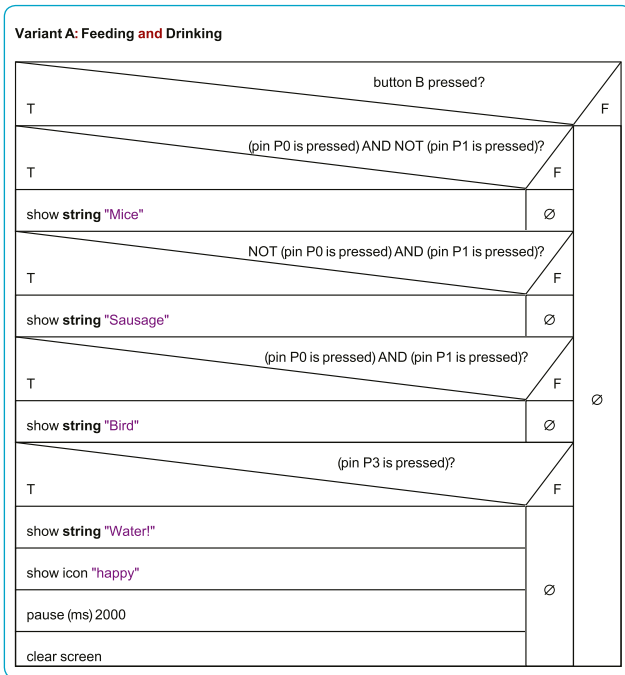 Variant A: Feeding and Drinking
button B pressed?
T
F
(pin P0 is pressed) AND NOT (pin P1 is pressed)?
T
F
show string "Mice"
∅
NOT (pin P0 is pressed) AND (pin P1 is pressed)?
T
F
show string "Sausage"
∅
(pin P0 is pressed) AND (pin P1 is pressed)?
T
F
∅
show string "Bird"
∅
(pin P3 is pressed)?
T
F
show string "Water!"
show icon "happy"
∅
pause (ms) 2000
clear screen